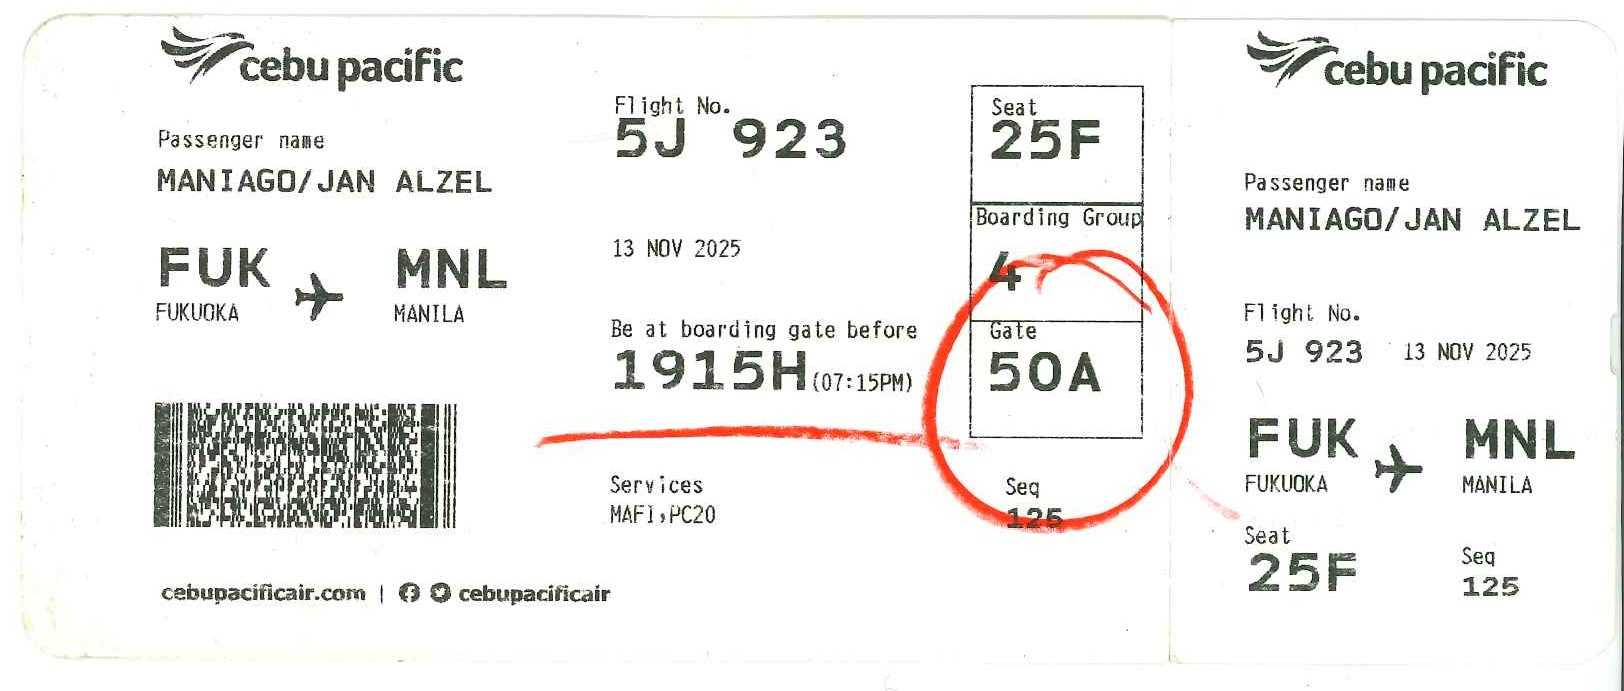 cebu pacific
Passenger name
MANIAGO/JAN ALZEL
FUK MNL
FUKUOKA MANILA
cebupacificair.com | cebupacificair
Flight No.
5J 923
13 NOV 2025
Be at boarding gate before
1915H(07:15PM)
Services
MAFI,PC20
Seat
25F
Boarding Group
4
Gate
50A
Seq
125
cebu pacific
Passenger name
MANIAGO/JAN ALZEL
Flight No.
5J 923 13 NOV 2025
FUK MNL
FUKUOKA MANILA
Seat
25F
Seq
125